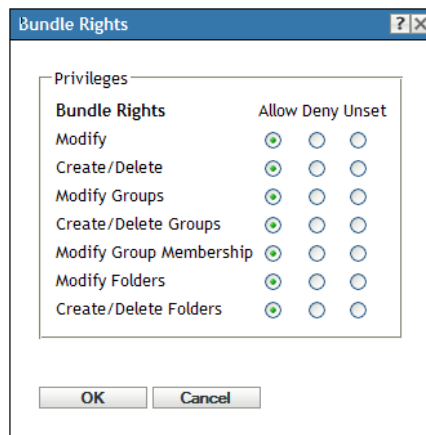 Bundle Rights
Privileges
Bundle Rights Allow Deny Unset
Modify
Create/Delete
Modify Groups
Create/Delete Groups
Modify Group Membership
Modify Folders
Create/Delete Folders
OK Cancel